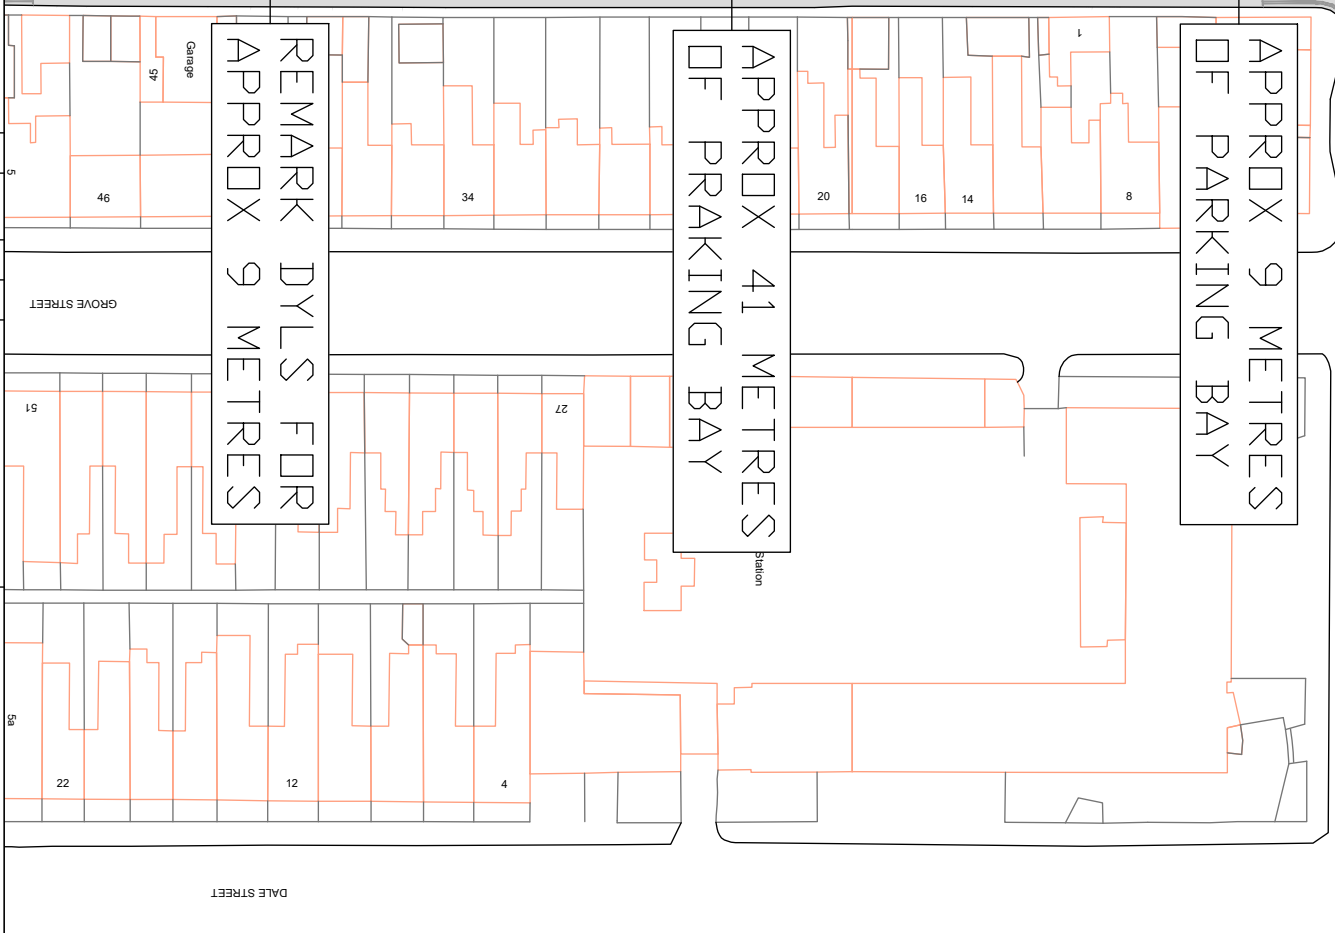 REMARK DYLS FOR
APPROX 9 METRES
APPROX 41 METRES
OF PRAKING BAY
APPROX 9 METRES
OF PARKING BAY
Garage
45
1
5
46
34
20
16
14
8
GROVE STREET
51
27
Station
5a
22
12
4
DALE STREET